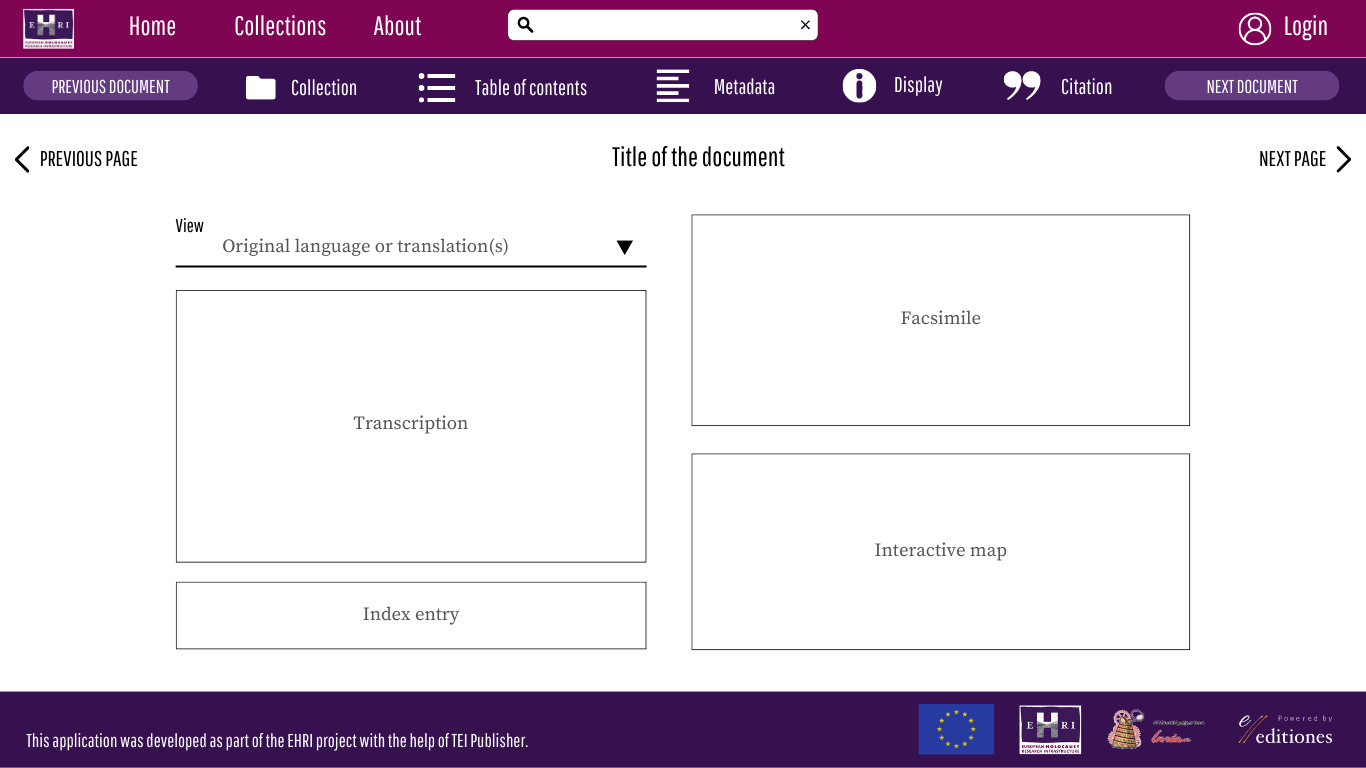 EHRI
EUROPEAN HOLOCAUST
RESEARCH INFRASTRUCTURE
Home
Collections
About
Login
PREVIOUS DOCUMENT
Collection
Table of contents
Metadata
Display
Citation
NEXT DOCUMENT
PREVIOUS PAGE
Title of the document
NEXT PAGE
View
Original language or translation(s)
Facsimile
Transcription
Interactive map
Index entry
This application was developed as part of the EHRI project with the help of TEI Publisher.
EHRI
EUROPEAN HOLOCAUST
RESEARCH INFRASTRUCTURE
Powered by
e//editiones